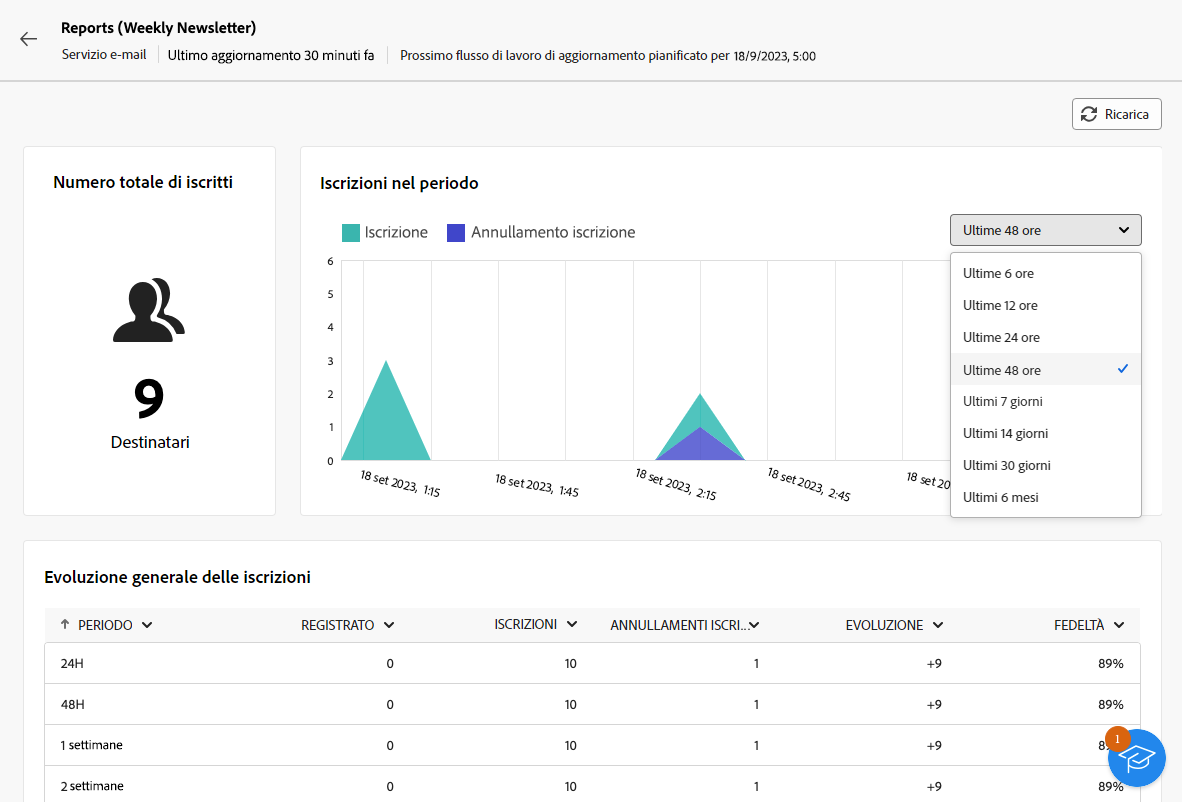 Reports (Weekly Newsletter)
Servizio e-mail
Ultimo aggiornamento 30 minuti fa
Prossimo flusso di lavoro di aggiornamento pianificato per 18/9/2023, 5:00
Ricarica
Numero totale di iscritti
9
Destinatari
Iscrizioni nel periodo
Iscrizione
Annullamento iscrizione
Ultime 48 ore
Ultime 6 ore
Ultime 12 ore
Ultime 24 ore
Ultime 48 ore
Ultimi 7 giorni
Ultimi 14 giorni
Ultimi 30 giorni
Ultimi 6 mesi
6
5
4
3
2
1
0
18 set 2023, 1:15
18 set 2023, 1:45
18 set 2023, 2:15
18 set 2023, 2:45
18 set 20
Evoluzione generale delle iscrizioni
PERIODO REGISTRATO ISCRIZIONI ANNULLAMENTI ISCRI... EVOLUZIONE FEDELTÀ
24H 0 10 1 +9 89%
48H 0 10 1 +9 89%
1 settimane 0 10 1 +9 8
1
2 settimane 0 10 1 +9 89%